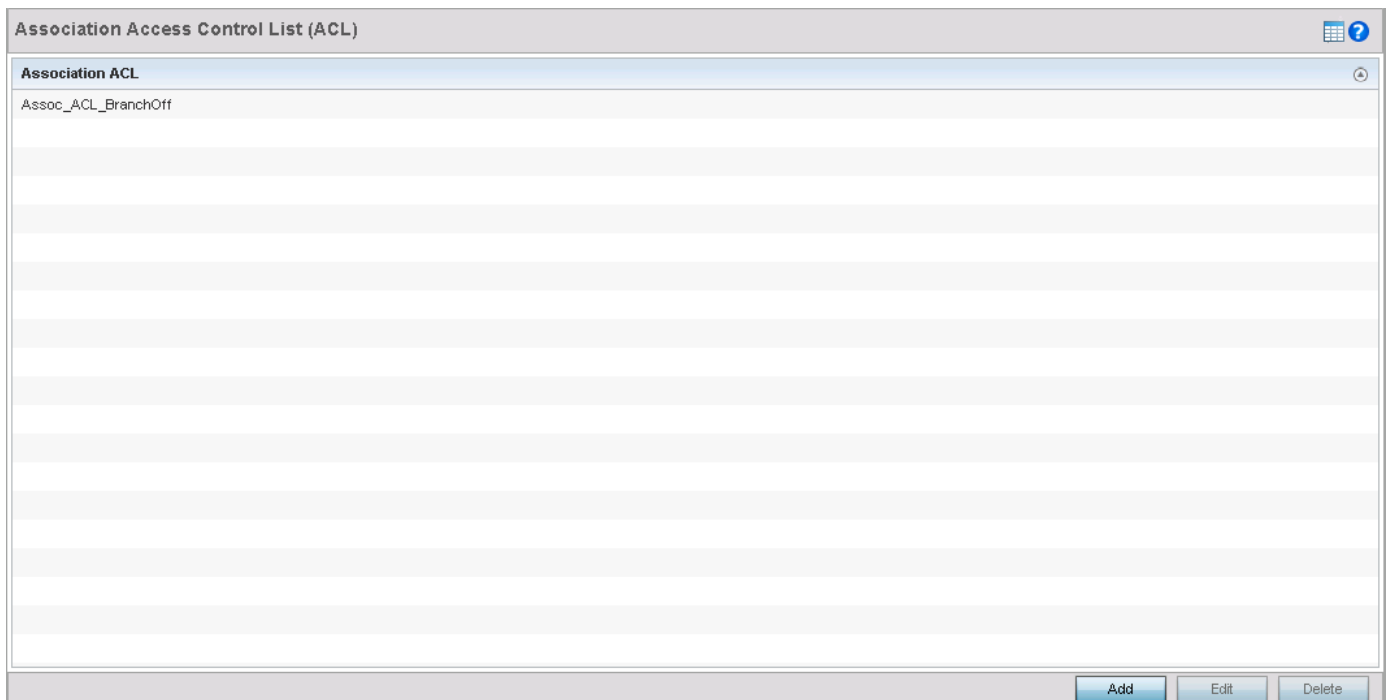 Association Access Control List (ACL)
?
Association ACL
Assoc_ACL_BranchOff
Add Edit Delete